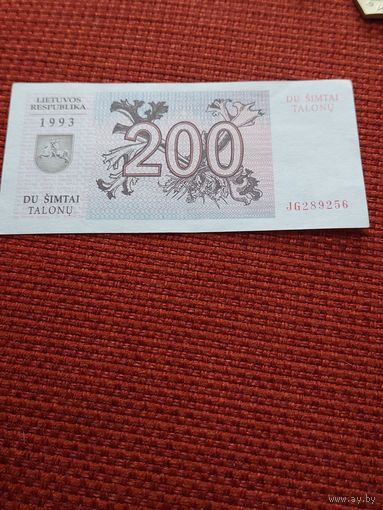 LIETUVOS
RESPUBLIKA
1993
DU ŠIMTAI
TALONŲ
200
DU ŠIMTAI
TALONŲ
JG289256
www.ay.by